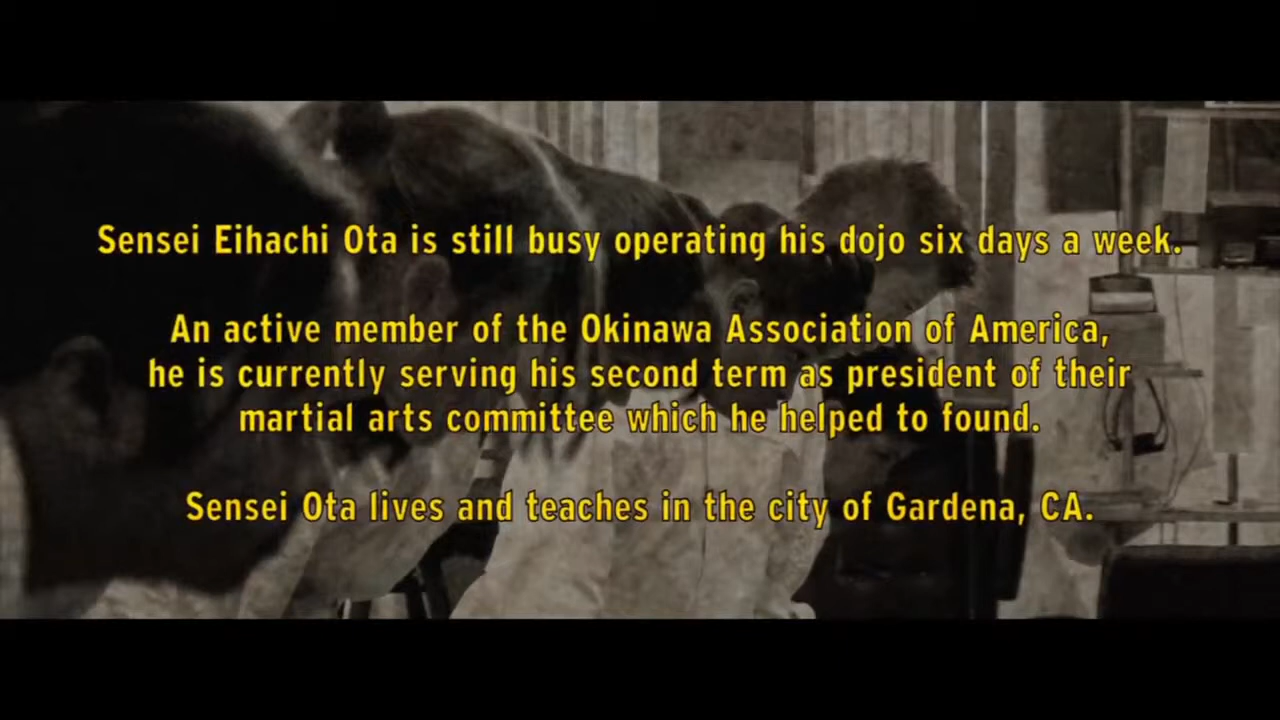 Sensei Eihachi Ota is still busy operating his dojo six days a week.
An active member of the Okinawa Association of America,
he is currently serving his second term as president of their
martial arts committee which he helped to found.
Sensei Ota lives and teaches in the city of Gardena, CA.